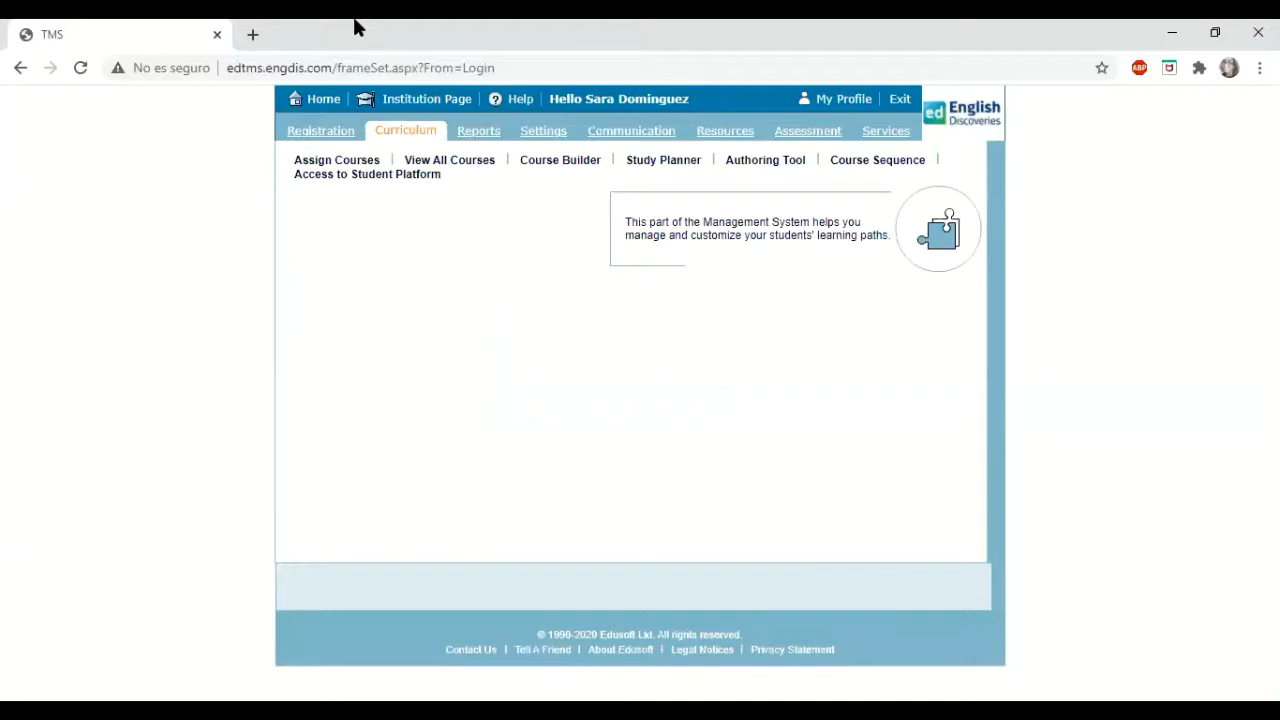 TMS
No es seguro edtms.engdis.com/frameSet.aspx?From=Login
ABP
Home Institution Page Help Hello Sara Dominguez My Profile Exit
ed English Discoveries
Registration Curriculum Reports Settings Communication Resources Assessment Services
Assign Courses View All Courses Course Builder Study Planner Authoring Tool Course Sequence
Access to Student Platform
This part of the Management System helps you
manage and customize your students' learning paths.
© 1990-2020 Edusoft Ltd. All rights reserved.
Contact Us Tell A Friend About Edusoft Legal Notices Privacy Statement